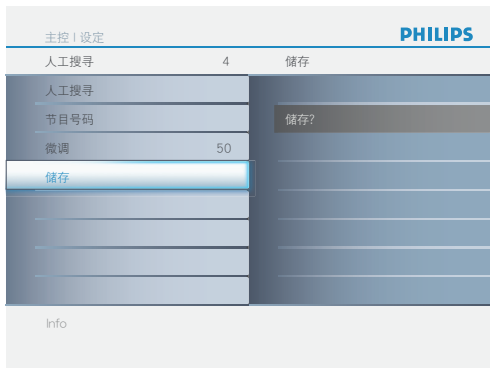 主控 | 设定
PHILIPS
人工搜寻 4 储存
人工搜寻
节目号码 储存?
微调 50
储存
Info